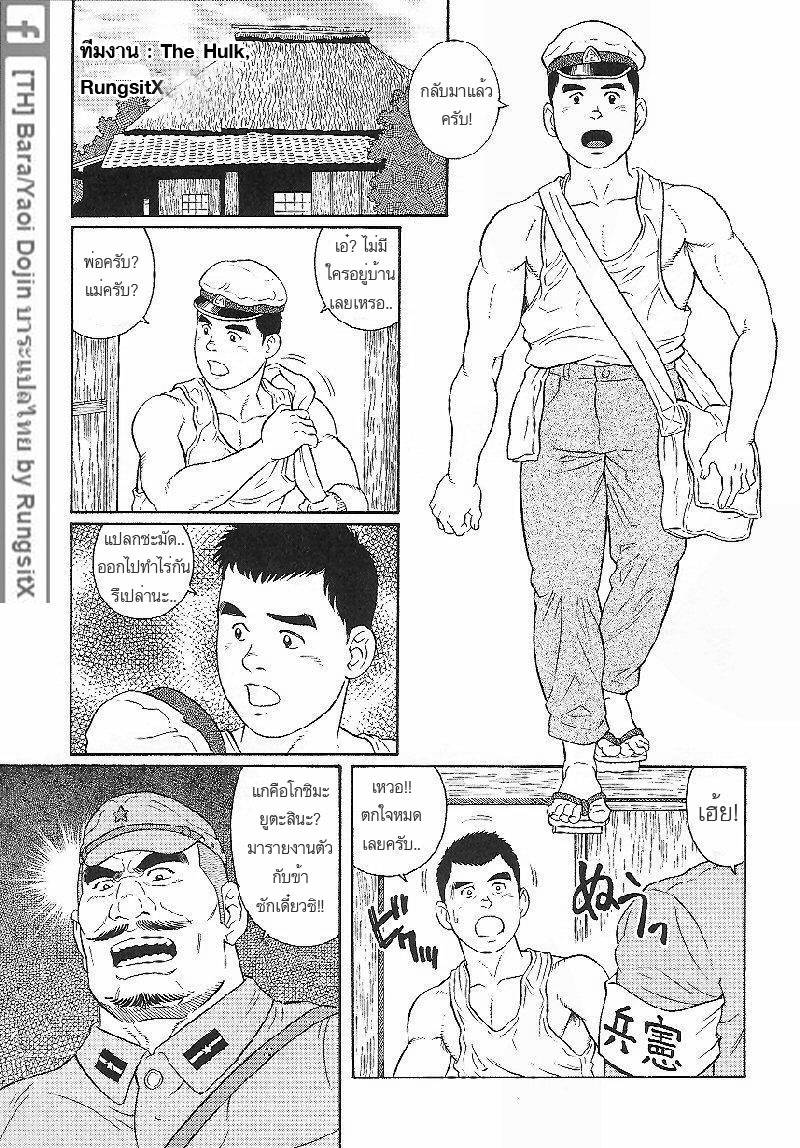 [TH] Bara/Yaoi Dojin บาระแปลไทย by RungsitX
ทีมงาน : The Hulk,
RungsitX
กลับมาแล้ว
ครับ!
เอ๋? ไม่มี
ใครอยู่บ้าน
เลยเหรอ..
พ่อครับ?
แม่ครับ?
แปลกชะมัด..
ออกไปทำไร่กัน
รึเปล่านะ..
เฮ้ย!
เหวอ!!
ตกใจหมด
เลยครับ..
ぬうっ
ビクッ
憲兵
แกคือโกชิมะ
ยูตะสินะ?
มารายงานตัว
กับข้า
ซักเดี๋ยวซิ!!